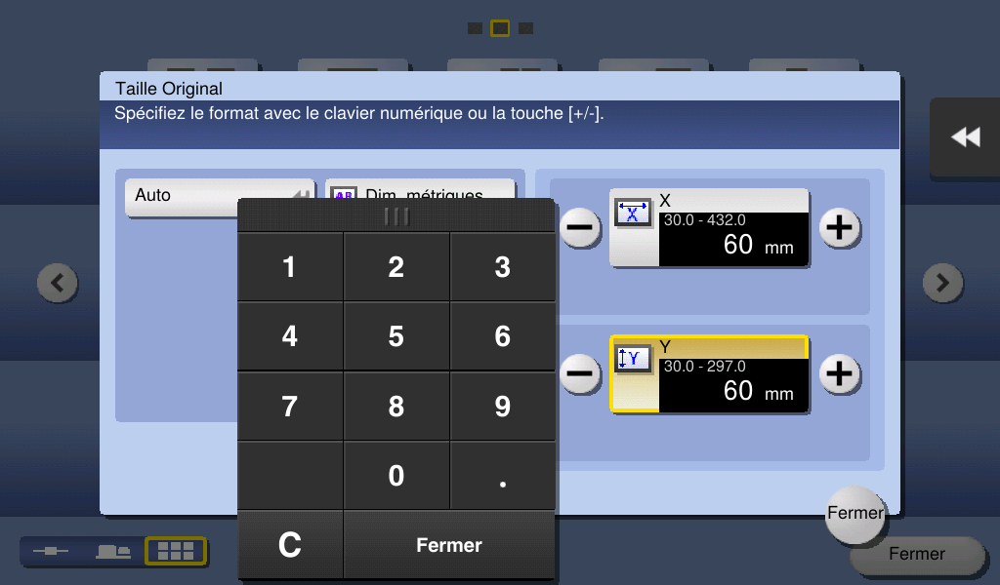 Taille Original
Spécifiez le format avec le clavier numérique ou la touche [+/-].
Auto
AB
Dim. métriques
X
X
30.0 - 432.0
60 mm
1
2
3
4
5
6
7
8
9
0
.
C
Fermer
Y
Y
30.0 - 297.0
60 mm
Fermer
Fermer